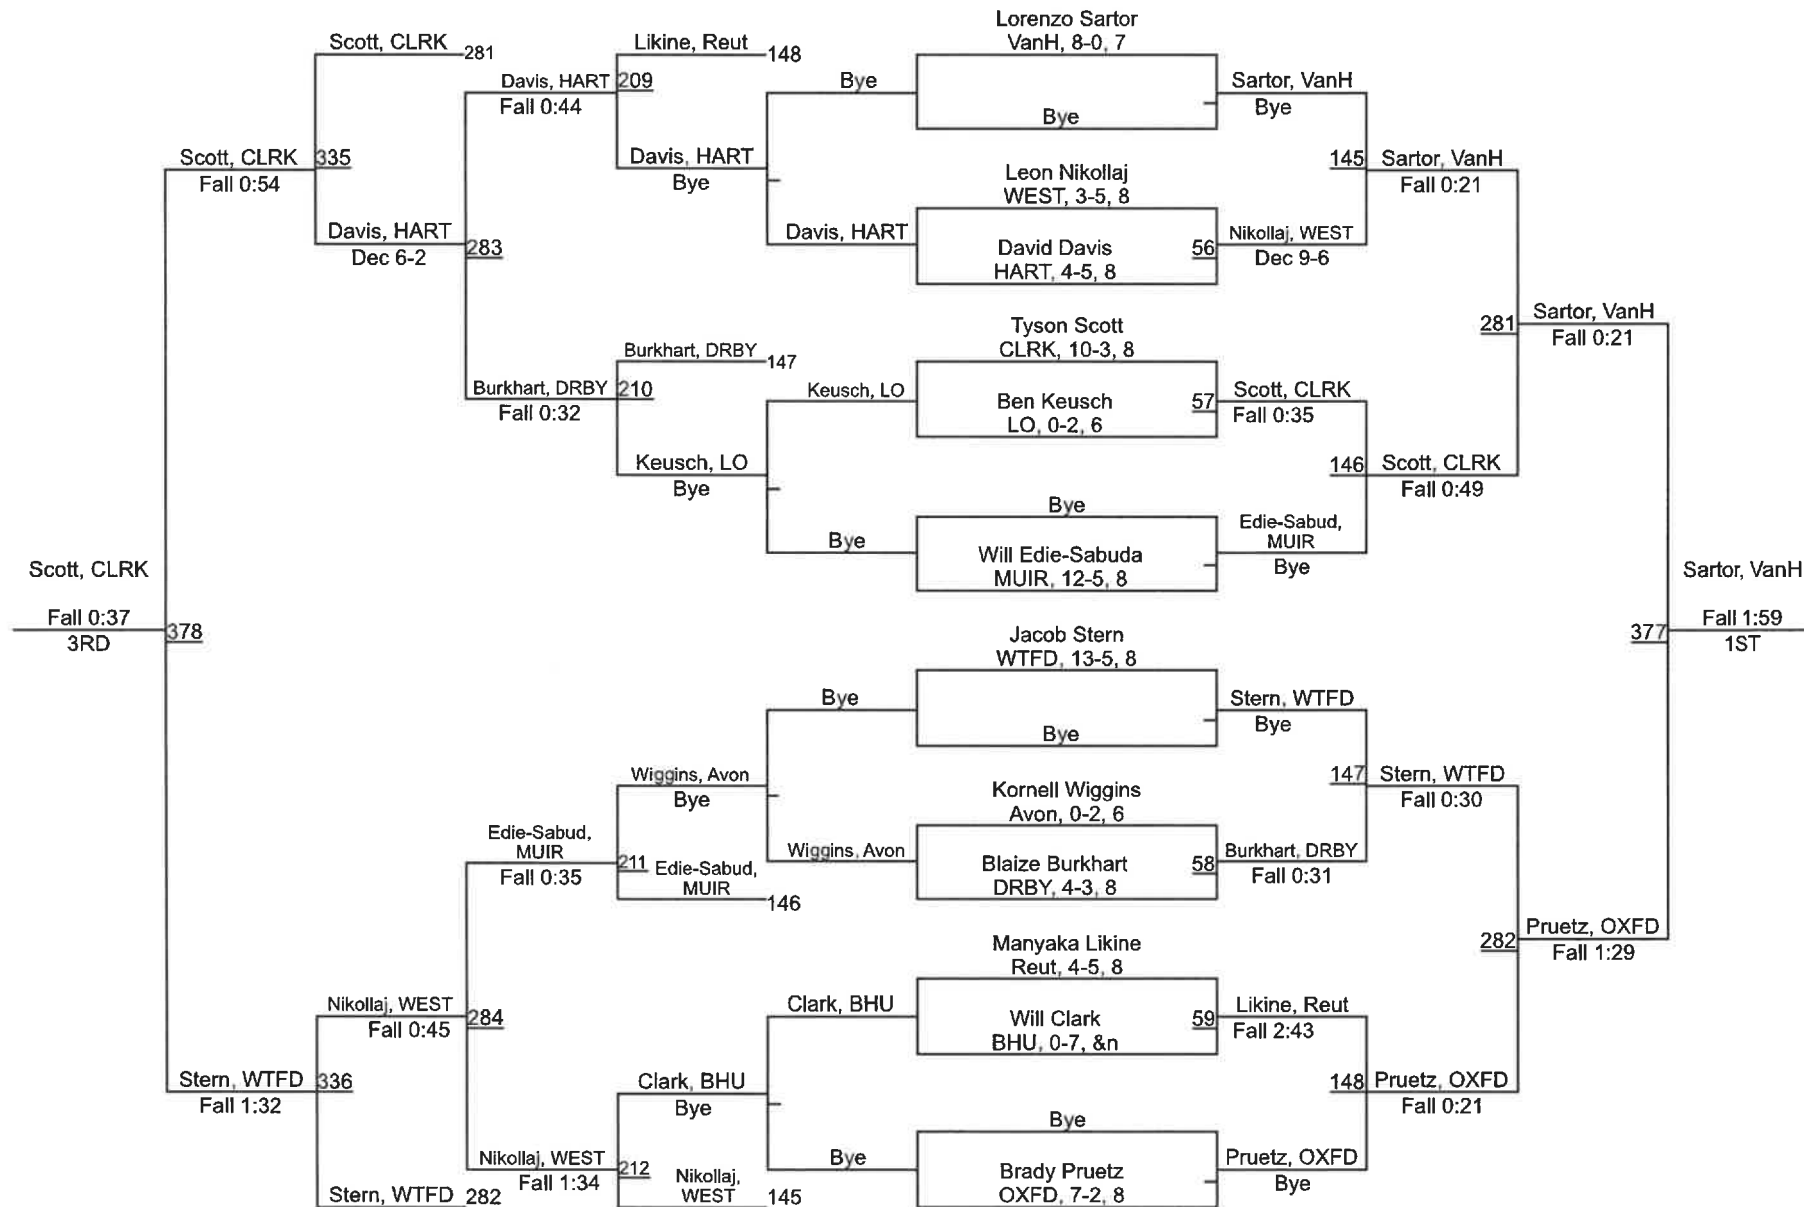 Lorenzo Sartor
Scott, CLRK
281
Likine, Reut
148
VanH, 8-0, 7
Davis, HART
209
Fall 0:44
Bye
Bye
Sartor, VanH
Bye
Scott, CLRK
335
Fall 0:54
Davis, HART
Bye
145
Sartor, VanH
Fall 0:21
Leon Nikollaj
WEST, 3-5, 8
Davis, HART
283
Dec 6-2
Davis, HART
David Davis
HART, 4-5, 8
56
Nikollaj, WEST
Dec 9-6
281
Sartor, VanH
Fall 0:21
Tyson Scott
CLRK, 10-3, 8
Burkhart, DRBY
147
Burkhart, DRBY
210
Fall 0:32
Keusch, LO
Ben Keusch
LO, 0-2, 6
57
Scott, CLRK
Fall 0:35
Keusch, LO
Bye
146
Scott, CLRK
Fall 0:49
Bye
Bye
Will Edie-Sabuda
MUIR, 12-5, 8
Edie-Sabud,
MUIR
Bye
Scott, CLRK
Fall 0:37
3RD
378
Sartor, VanH
377
Fall 1:59
1ST
Jacob Stern
WTFD, 13-5, 8
Bye
Bye
Stern, WTFD
Bye
Wiggins, Avon
Bye
147
Stern, WTFD
Fall 0:30
Kornell Wiggins
Avon, 0-2, 6
Edie-Sabud,
MUIR
Fall 0:35
211
Edie-Sabud,
MUIR
146
Wiggins, Avon
Blaize Burkhart
DRBY, 4-3, 8
58
Burkhart, DRBY
Fall 0:31
282
Pruetz, OXFD
Fall 1:29
Manyaka Likine
Reut, 4-5, 8
Nikollaj, WEST
284
Fall 0:45
Clark, BHU
Will Clark
BHU, 0-7, &n
59
Likine, Reut
Fall 2:43
Stern, WTFD
336
Fall 1:32
Clark, BHU
Bye
148
Pruetz, OXFD
Fall 0:21
Bye
Nikollaj, WEST
212
Fall 1:34
Bye
Brady Pruetz
OXFD, 7-2, 8
Pruetz, OXFD
Bye
Stern, WTFD
282
Nikollaj,
WEST
145